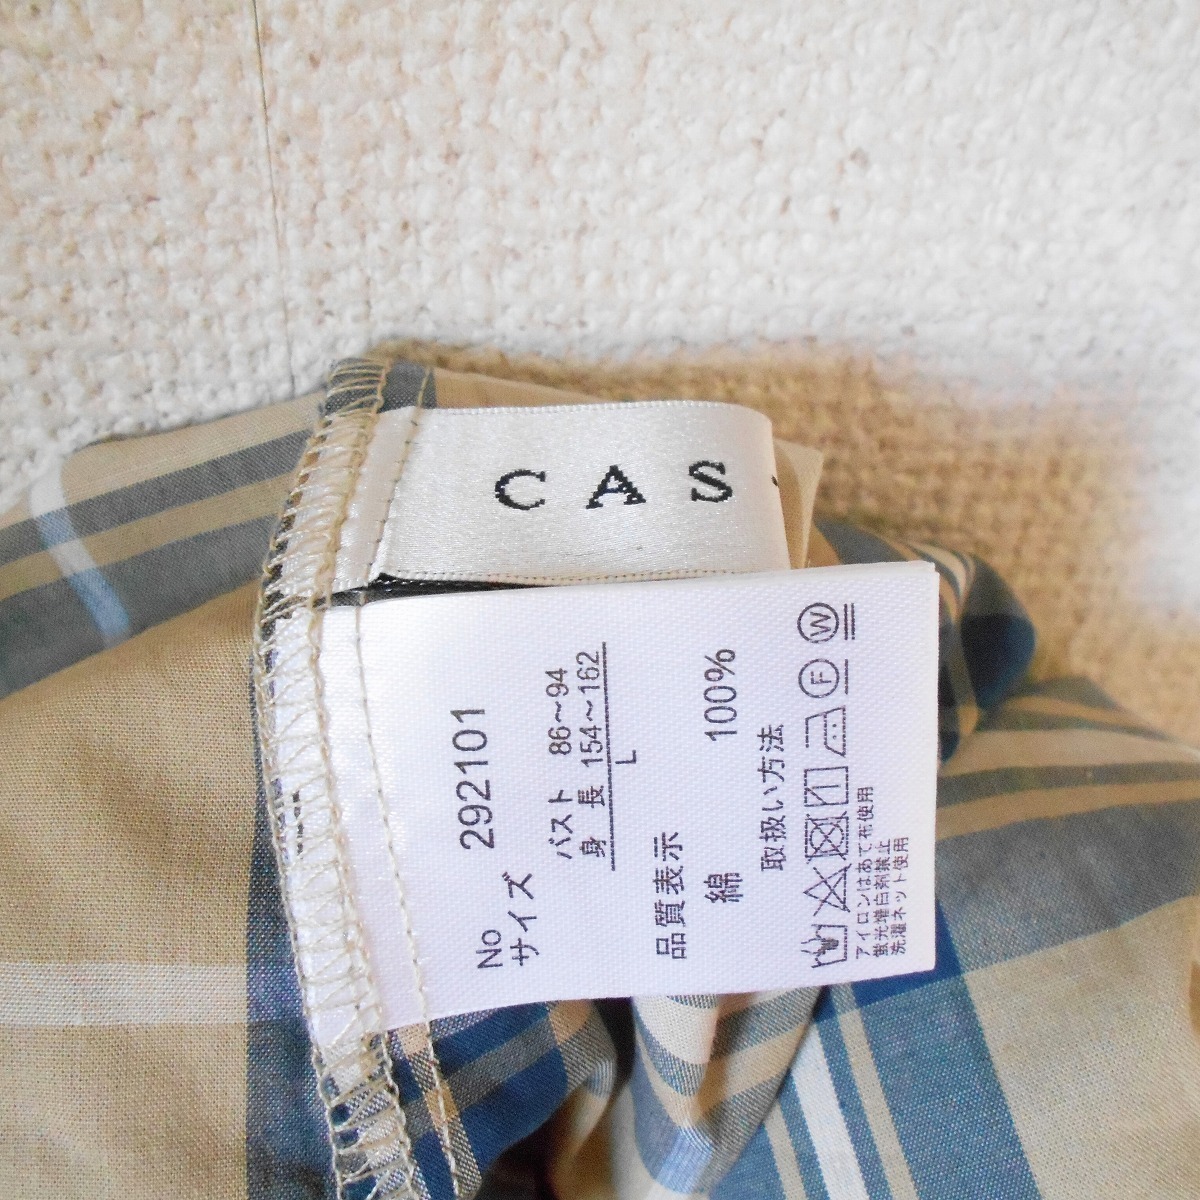 CAS
No 292101
サイズ
バスト 86～94
身長 154～162
L
品質表示
綿 100%
取扱い方法
アイロンはあて布使用
蛍光増白剤禁止
洗濯ネット使用